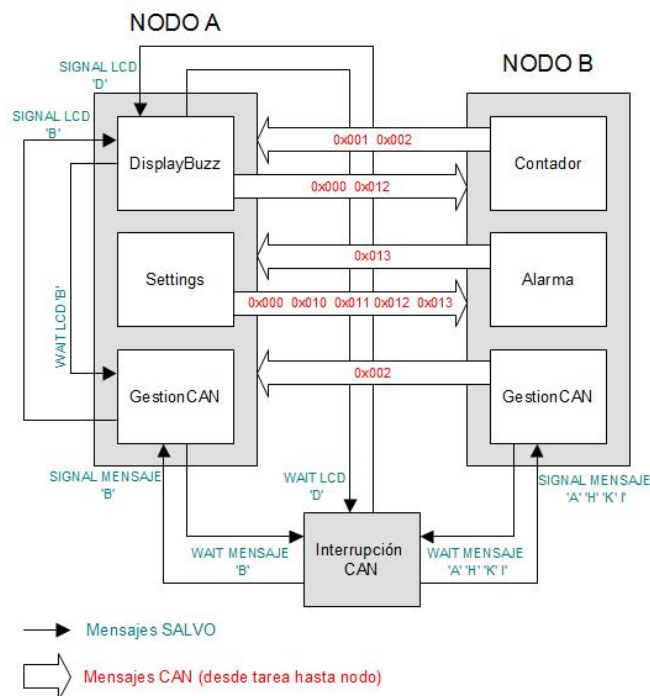 NODO A
NODO B
SIGNAL LCD
'D'
SIGNAL LCD
'B'
DisplayBuzz
0x001 0x002
Contador
0x000 0x012
Settings
0x013
Alarma
0x000 0x010 0x011 0x012 0x013
WAIT LCD 'B'
GestionCAN
0x002
GestionCAN
SIGNAL MENSAJE
'B'
WAIT LCD
'D'
SIGNAL MENSAJE
'A' 'H' 'K' I'
WAIT MENSAJE
'B'
Interrupción
CAN
WAIT MENSAJE
'A' 'H' 'K' I'
Mensajes SALVO
Mensajes CAN (desde tarea hasta nodo)